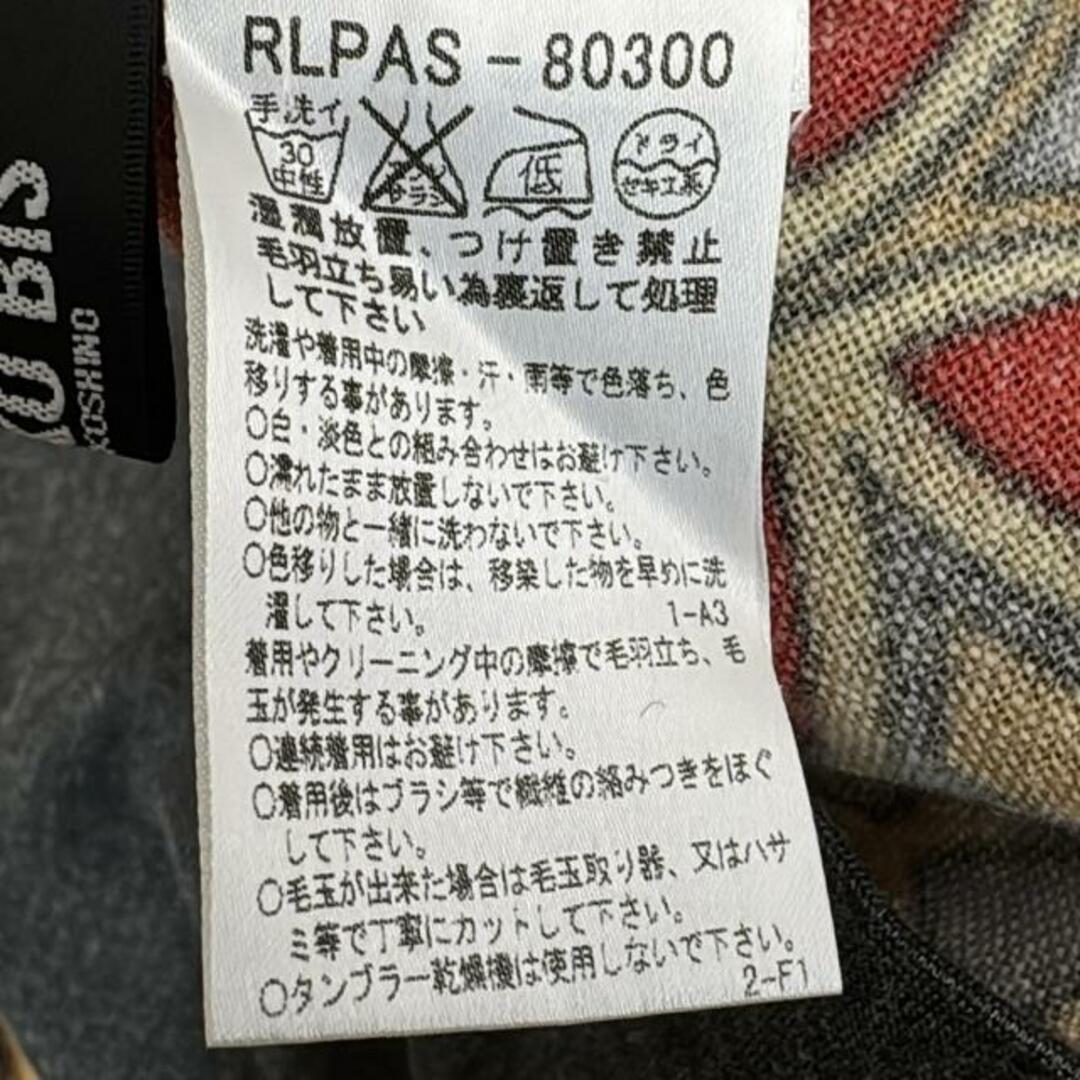 RLPAS-80300
手洗イ
30
中性
エンソ
サラシ
低
ドライ
セキユ系
湿潤放置、つけ置き禁止
毛羽立ち易い為裏返して処理
して下さい
洗濯や着用中の摩擦・汗・雨等で色落ち、色
移りする事があります。
○白・淡色との組み合わせはお避け下さい。
○濡れたまま放置しないで下さい。
○他の物と一緒に洗わないで下さい。
○色移りした場合は、移染した物を早めに洗
濯して下さい。
1-A3
着用やクリーニング中の摩擦で毛羽立ち、毛
玉が発生する事があります。
○連続着用はお避け下さい。
○着用後はブラシ等で繊維の絡みつきをほぐ
して下さい。
○毛玉が出来た場合は毛玉取り器、又はハサ
ミ等で丁寧にカットして下さい。
○タンブラー乾燥機は使用しないで下さい。
2-F1
BIS
KOSHINO